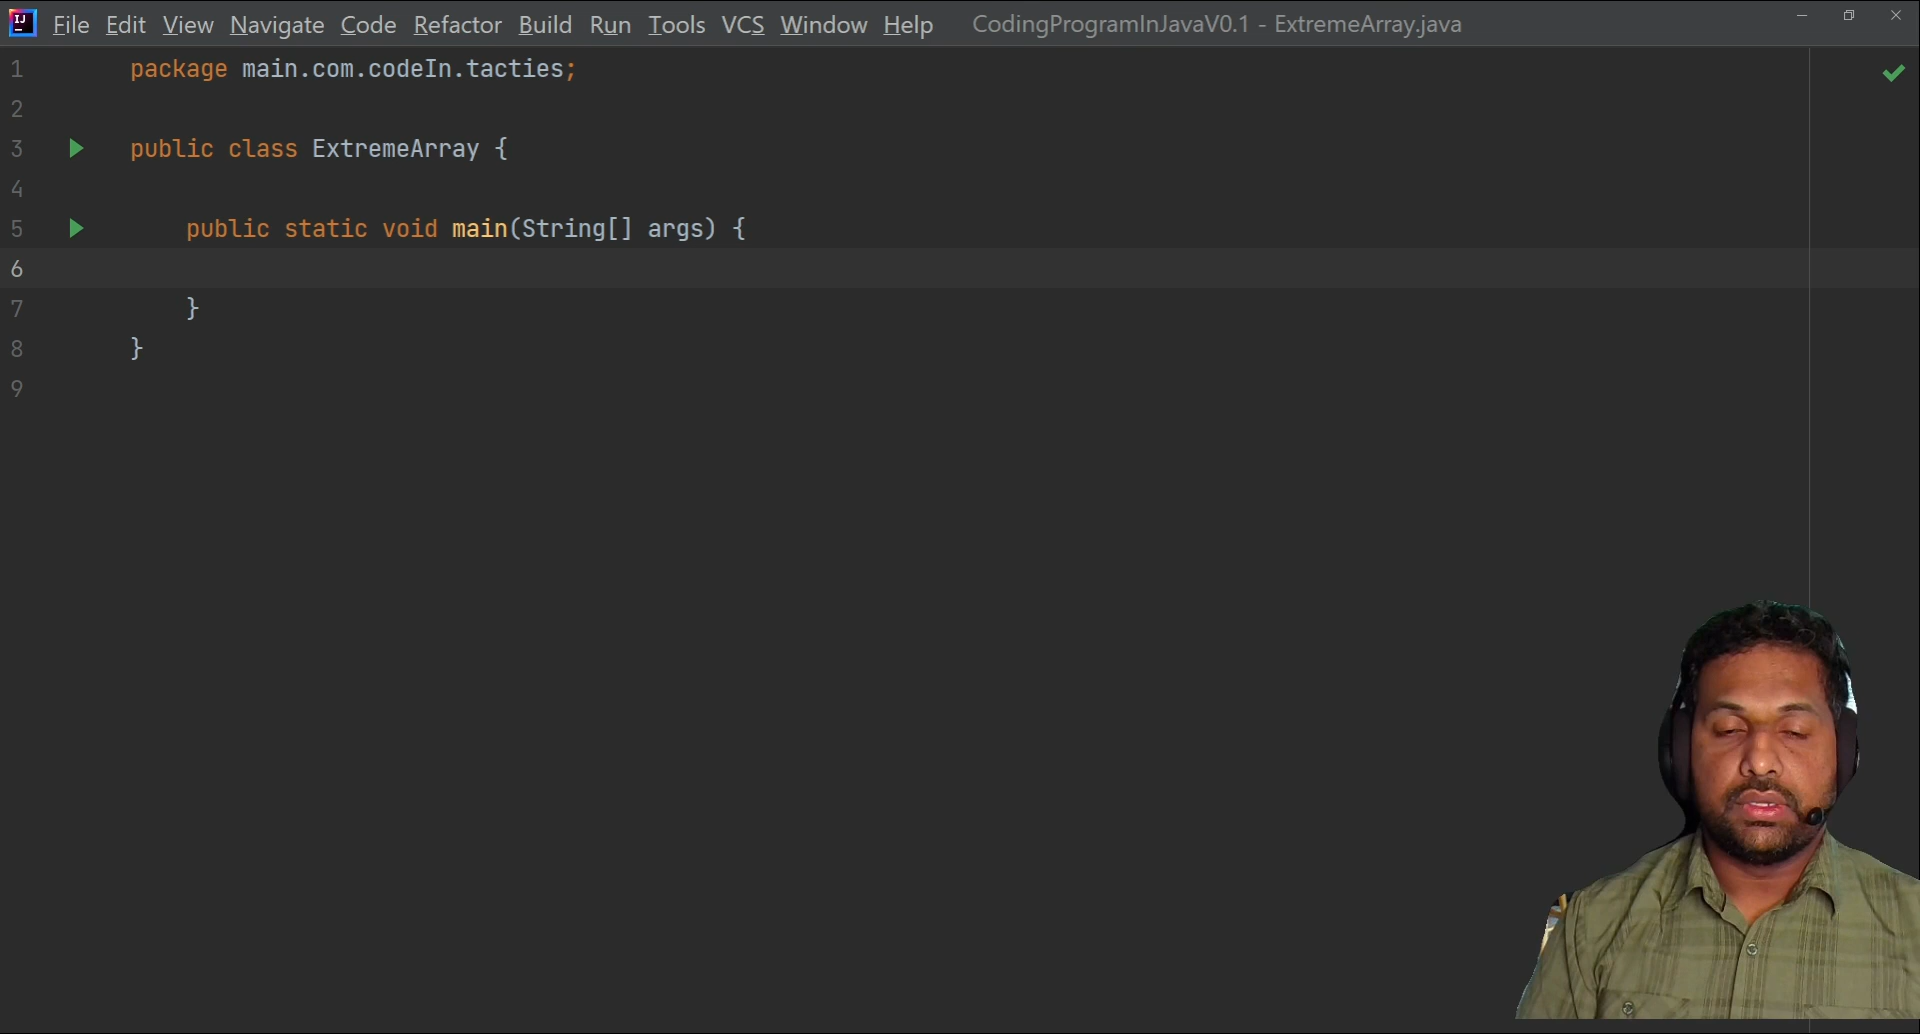 IJ
File Edit View Navigate Code Refactor Build Run Tools VCS Window Help CodingProgramInJavaV0.1 - ExtremeArray.java
1 package main.com.codeIn.tacties;
2
3 public class ExtremeArray {
4
5 public static void main(String[] args) {
6
7 }
8 }
9